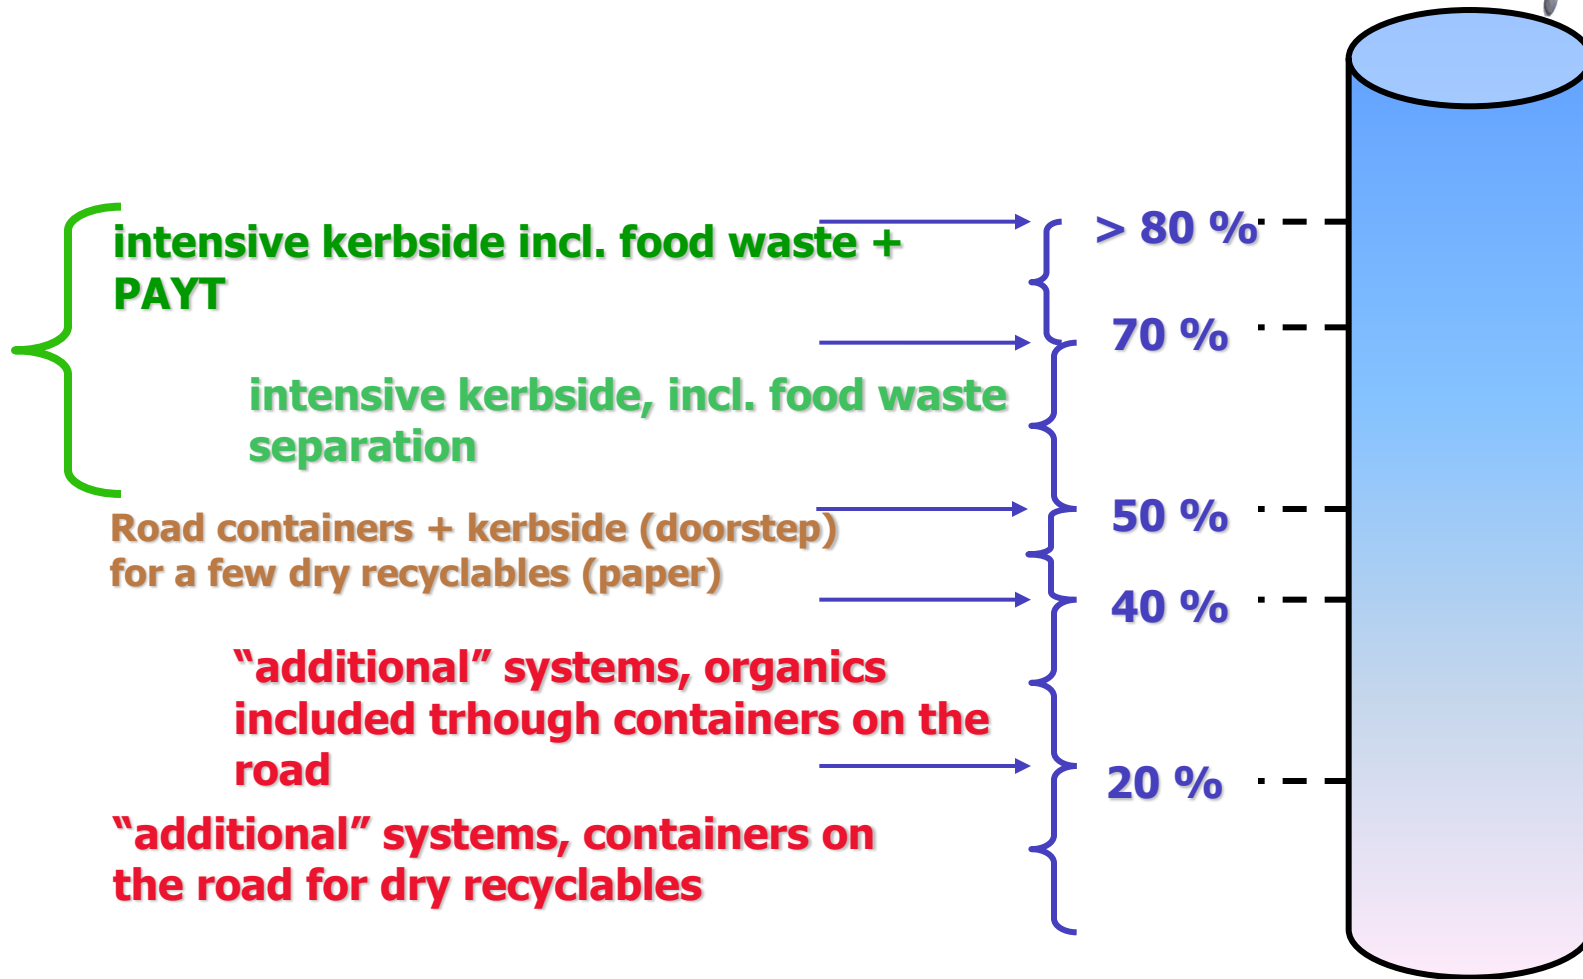 intensive kerbside incl. food waste +
PAYT
> 80 %
70 %
intensive kerbside, incl. food waste
separation
Road containers + kerbside (doorstep)
for a few dry recyclables (paper)
50 %
40 %
“additional” systems, organics
included trhough containers on the
road
20 %
“additional” systems, containers on
the road for dry recyclables